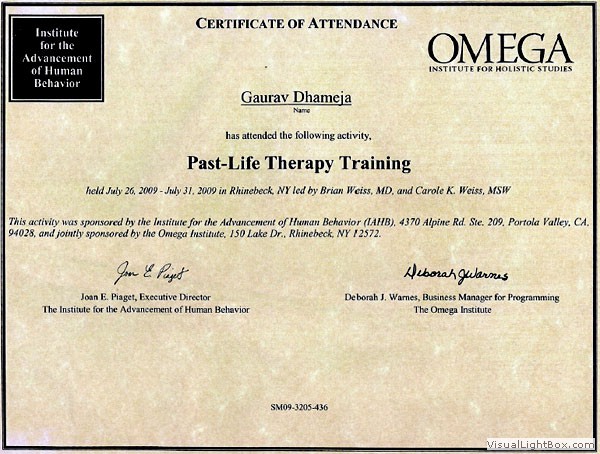 CERTIFICATE OF ATTENDANCE
Institute
for the
Advancement
of Human
Behavior
OMEGA
INSTITUTE FOR HOLISTIC STUDIES
Gaurav Dhameja
Name
has attended the following activity,
Past-Life Therapy Training
held July 26, 2009 - July 31, 2009 in Rhinebeck, NY led by Brian Weiss, MD, and Carole K. Weiss, MSW
This activity was sponsored by the Institute for the Advancement of Human Behavior (IAHB), 4370 Alpine Rd. Ste. 209, Portola Valley, CA,
94028, and jointly sponsored by the Omega Institute, 150 Lake Dr., Rhinebeck, NY 12572.
Joan E. Piaget
Joan E. Piaget, Executive Director
The Institute for the Advancement of Human Behavior
Deborah J. Warnes
Deborah J. Warnes, Business Manager for Programming
The Omega Institute
SM09-3205-436
VisualLightBox.com